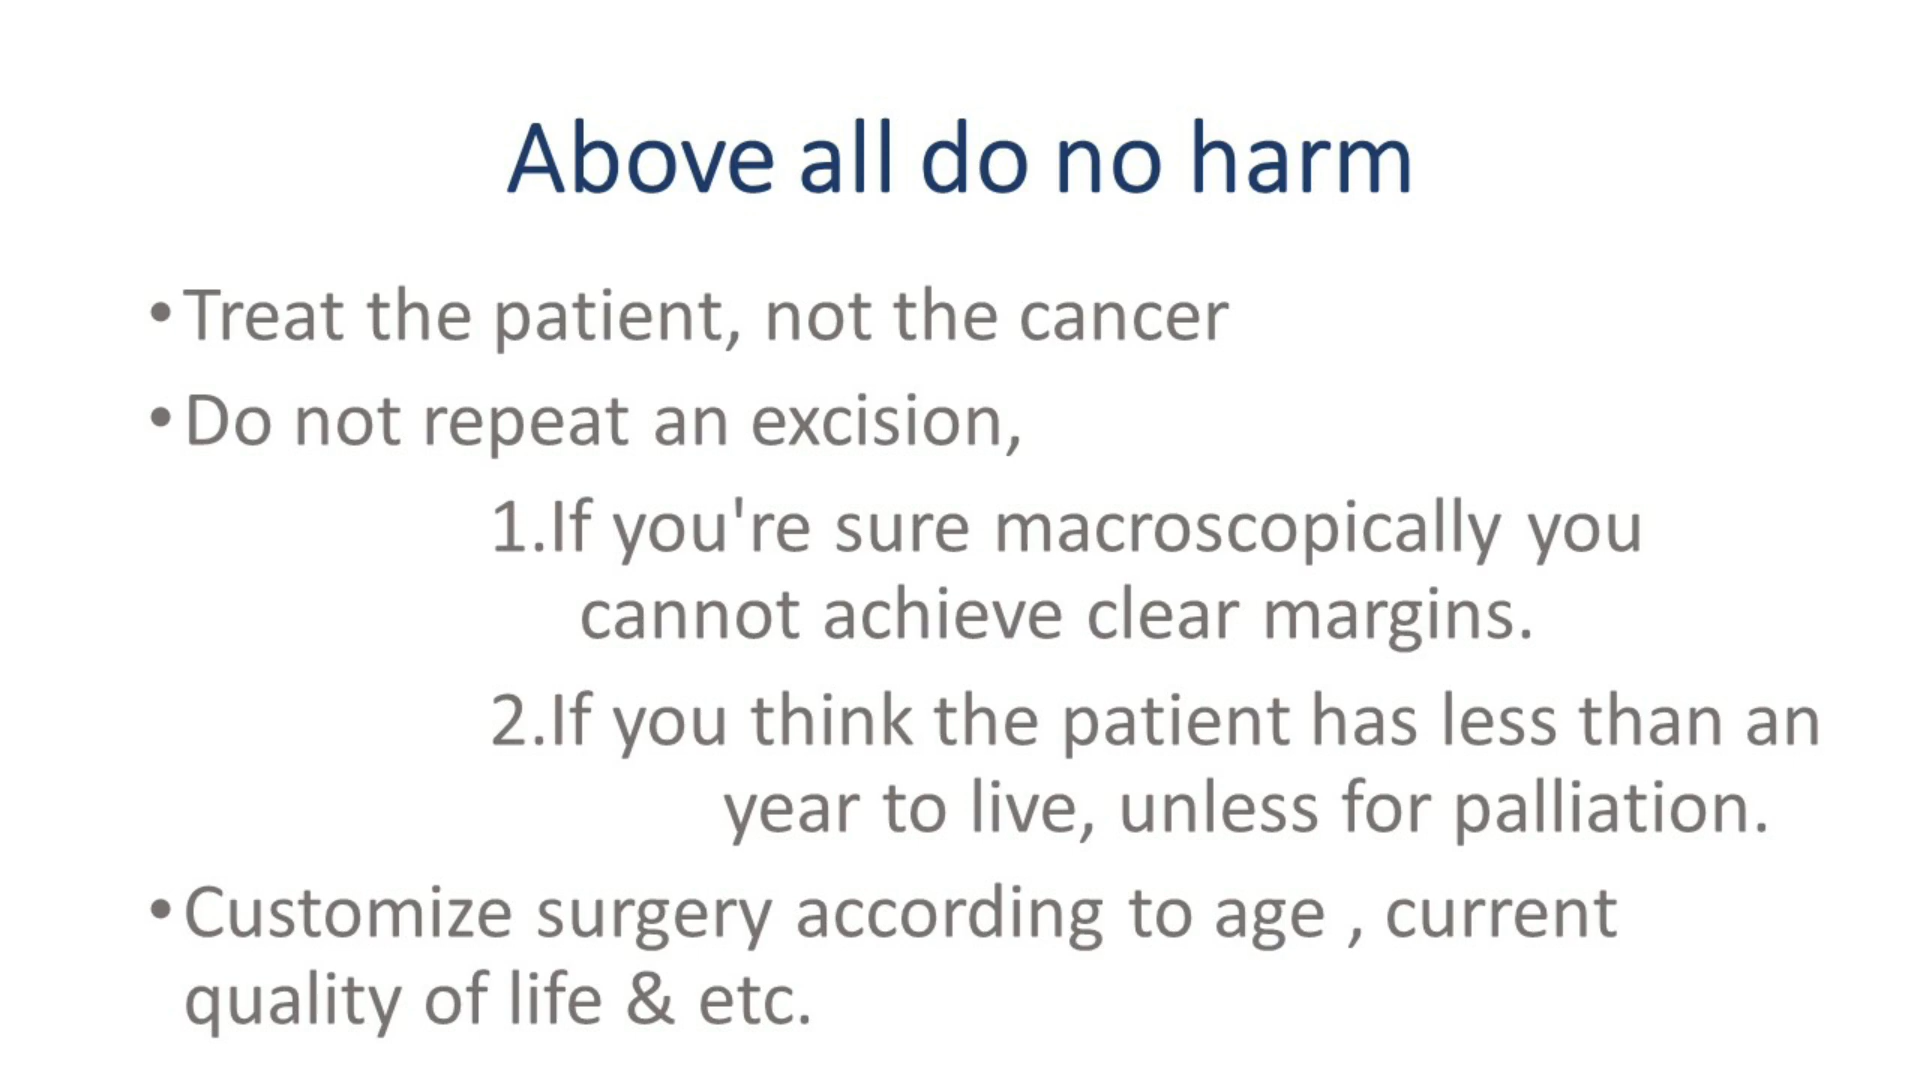 Above all do no harm
• Treat the patient, not the cancer
• Do not repeat an excision,
1.If you're sure macroscopically you
cannot achieve clear margins.
2.If you think the patient has less than an
year to live, unless for palliation.
• Customize surgery according to age , current
quality of life & etc.